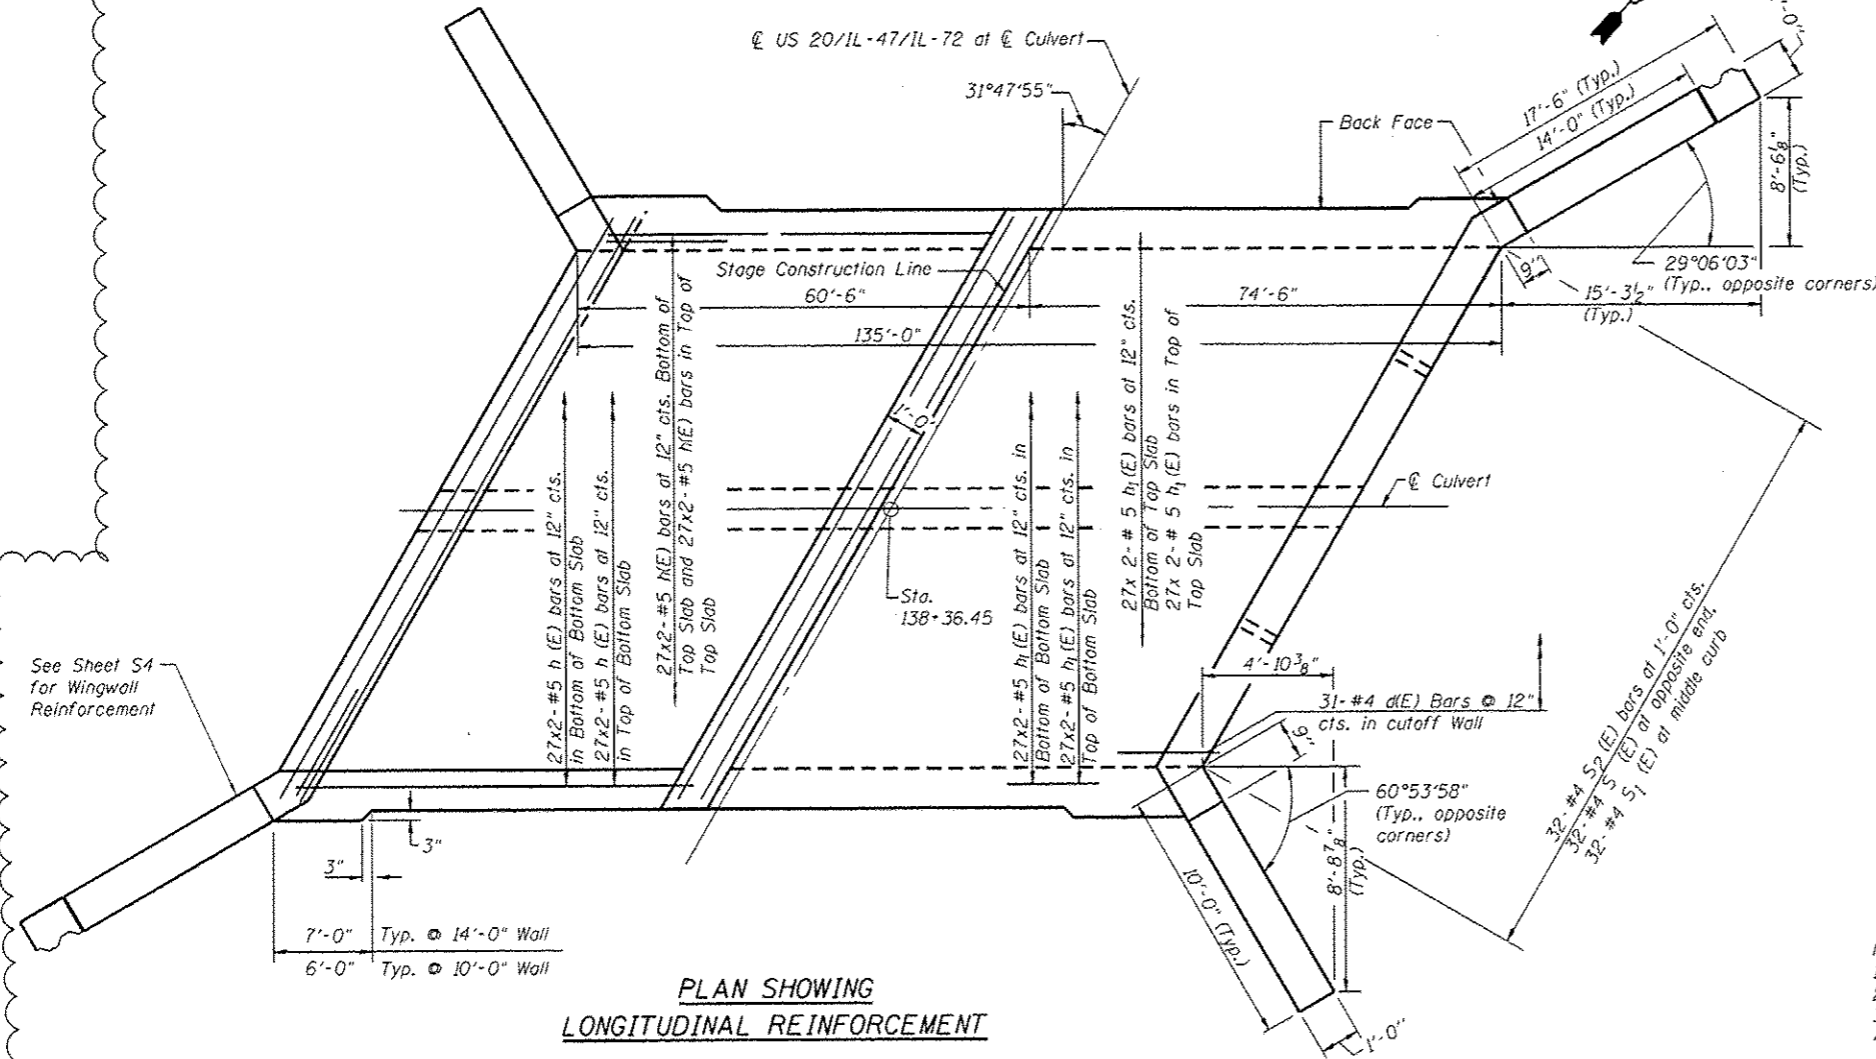 ℄ US 20/IL-47/IL-72 at ℄ Culvert
31°47'55"
17'-6" (Typ.)
14'-0" (Typ.)
Back Face
8'-6⅛"
(Typ.)
Stage Construction Line
60'-6"
74'-6"
135'-0"
9"
29°06'03"
(Typ., opposite corners)
15'-3½"
(Typ.)
1'-0"
27x2-#5 h(E) bars at 12" cts. Bottom of
Top Slab and 27x2-#5 h(E) bars in Top of
Top Slab
27x2-#5 h (E) bars at 12" cts.
in Bottom of Bottom Slab
27x2-#5 h (E) bars at 12" cts.
in Top of Bottom Slab
27x2-#5 h₁(E) bars at 12" cts. in
Bottom of Bottom Slab
27x2-#5 h₁(E) bars at 12" cts. in
Top of Bottom Slab
27x 2-# 5 h₁(E) bars at 12" cts.
Bottom of Top Slab
27x 2-# 5 h₁(E) bars in Top of
Top Slab
℄ Culvert
Sta.
138+36.45
See Sheet S4
for Wingwall
Reinforcement
4'-10⅜"
31-#4 d(E) Bars @ 12"
cts. in cutoff Wall
9"
32-#4 S₂ (E) bars at 1'-0" cts.
32-#4 S (E) at opposite end.
32-#4 S₁ (E) at middle curb
60°53'58"
(Typ., opposite
corners)
8'-8⅞"
(Typ.)
10'-0" (Typ.)
3"
3"
7'-0" Typ. @ 14'-0" Wall
6'-0" Typ. @ 10'-0" Wall
1'-0"
PLAN SHOWING
LONGITUDINAL REINFORCEMENT